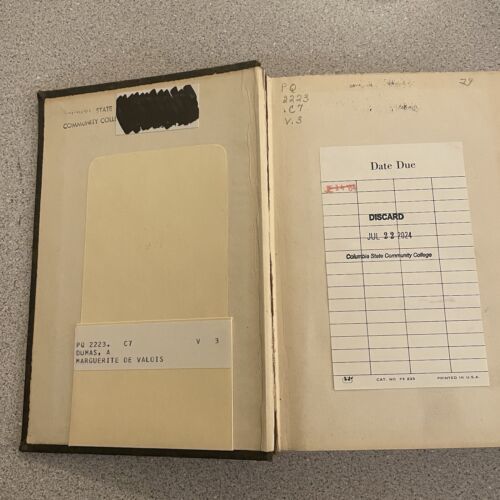 STATE
COMMUNITY COLL
PQ 2223. C7 V 3
DUMAS, A
MARGUERITE DE VALOIS
PQ
2223
.C7
V.3
29
Date Due
DISCARD
JUL 22 2024
Columbia State Community College
CAT. NO. 23 233 PRINTED IN U.S.A.